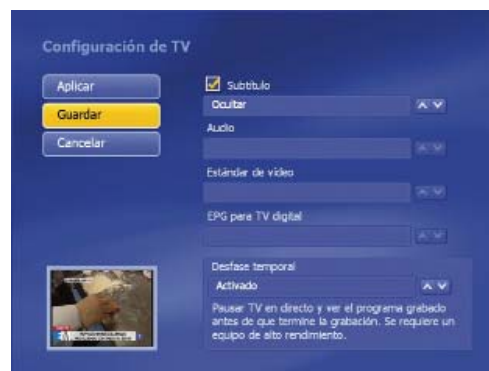 Configuración de TV
Aplicar
Guardar
Cancelar
Subtítulo
Ocultar
Audio
Estándar de vídeo
EPG para TV digital
Desfase temporal
Activado
Pausar TV en directo y ver el programa grabado
antes de que termine la grabación. Se requiere un
equipo de alto rendimiento.